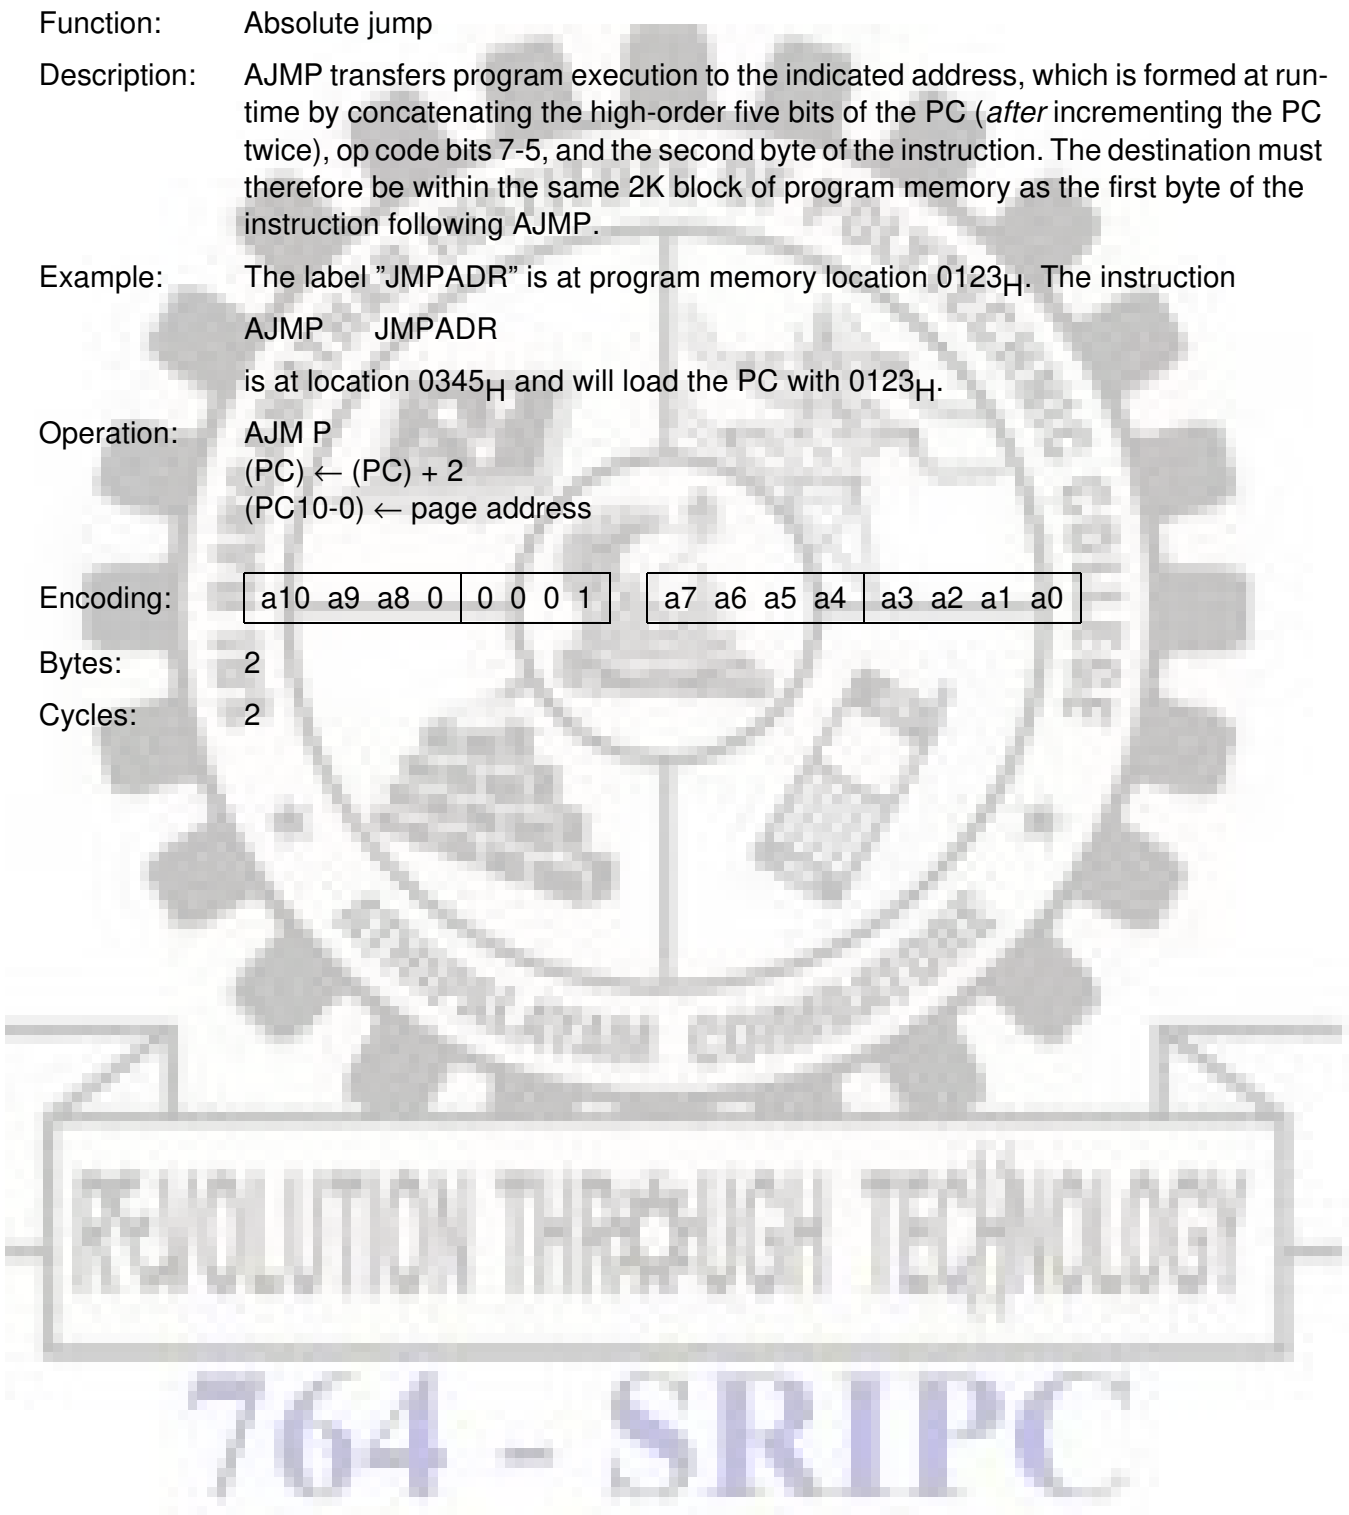 Function: Absolute jump
Description: AJMP transfers program execution to the indicated address, which is formed at run-
time by concatenating the high-order five bits of the PC (after incrementing the PC
twice), op code bits 7-5, and the second byte of the instruction. The destination must
therefore be within the same 2K block of program memory as the first byte of the
instruction following AJMP.
Example: The label ”JMPADR” is at program memory location 0123H. The instruction
AJMP JMPADR
is at location 0345H and will load the PC with 0123H.
Operation: AJM P
(PC) ← (PC) + 2
(PC10-0) ← page address
Encoding: a10 a9 a8 0 0 0 0 1 a7 a6 a5 a4 a3 a2 a1 a0
Bytes: 2
Cycles: 2
REVOLUTION THROUGH TECHNOLOGY
764 - SRIPC